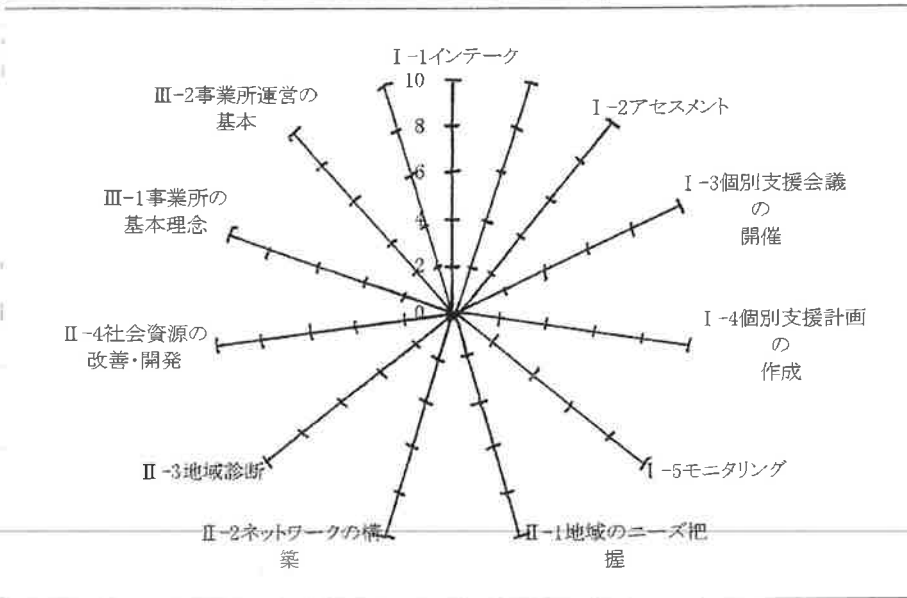 Ⅰ-1インテーク
10
8
6
4
2
0
Ⅰ-2アセスメント
Ⅰ-3個別支援会議
の
開催
Ⅰ-4個別支援計画
の
作成
Ⅰ-5モニタリング
Ⅱ-1地域のニーズ把
握
Ⅱ-2ネットワークの構
築
Ⅱ-3地域診断
Ⅱ-4社会資源の
改善・開発
Ⅲ-1事業所の
基本理念
Ⅲ-2事業所運営の
基本